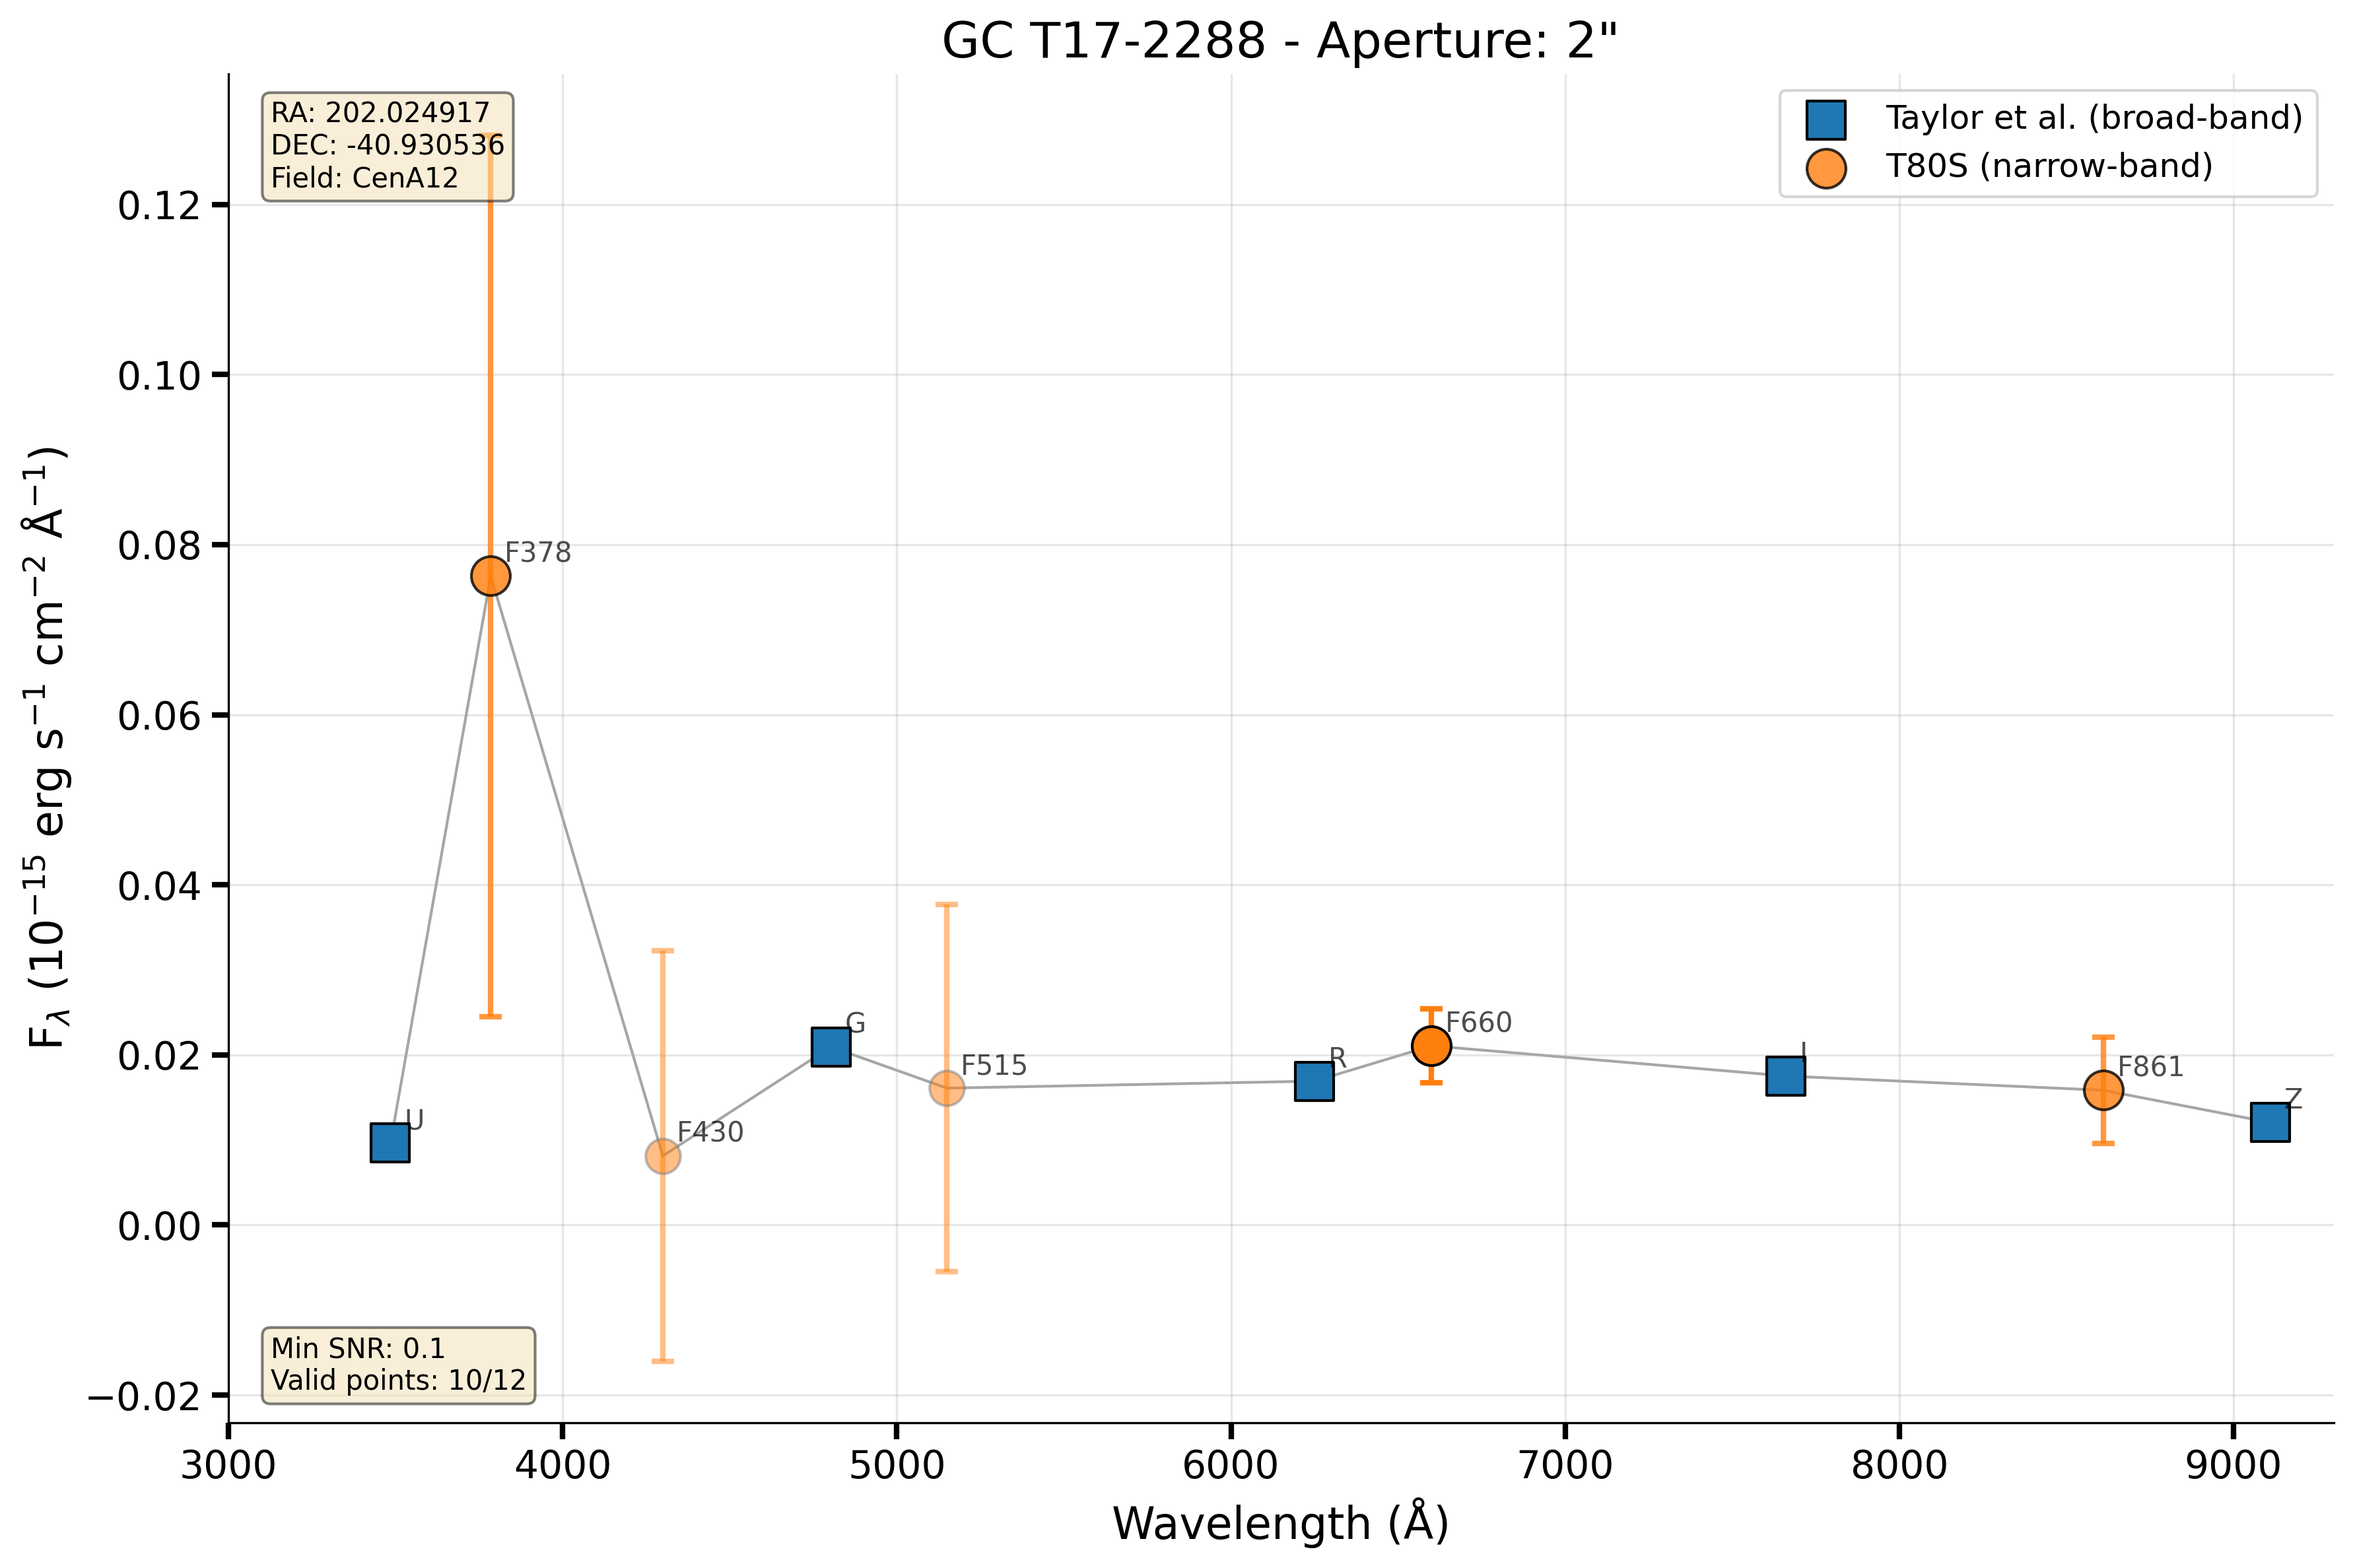 GC T17-2288 - Aperture: 2"
RA: 202.024917
DEC: -40.930536
Field: CenA12
Taylor et al. (broad-band)
T80S (narrow-band)
F_λ (10⁻¹⁵ erg s⁻¹ cm⁻² Å⁻¹)
0.12
0.10
0.08
0.06
0.04
0.02
0.00
−0.02
F378
U
F430
G
F515
R
F660
I
F861
Z
Min SNR: 0.1
Valid points: 10/12
3000 4000 5000 6000 7000 8000 9000
Wavelength (Å)